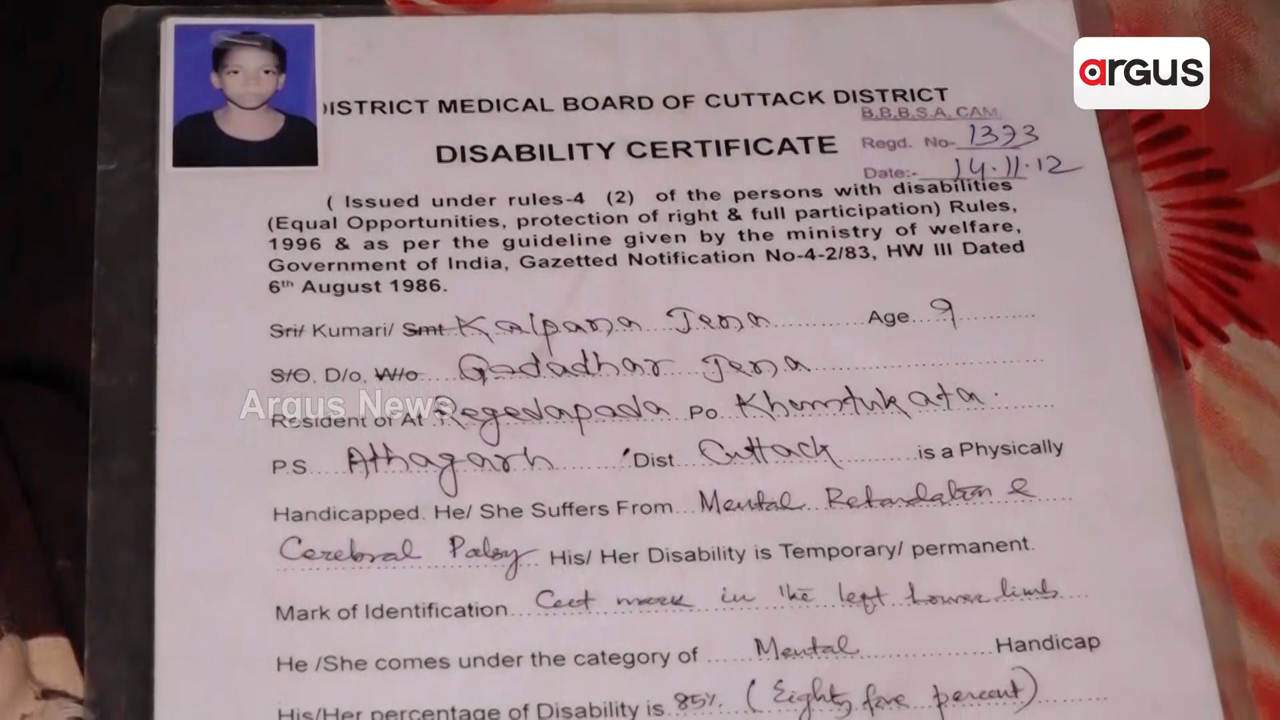 argus
DISTRICT MEDICAL BOARD OF CUTTACK DISTRICT
B.B.B.S.A. CAM.
DISABILITY CERTIFICATE
Regd. No- 1373
Date:- 14.11.12
( Issued under rules-4 (2) of the persons with disabilities
(Equal Opportunities, protection of right & full participation) Rules,
1996 & as per the guideline given by the ministry of welfare,
Government of India, Gazetted Notification No-4-2/83, HW III Dated
6th August 1986.
Sri/ Kumari/ Smt Kalpana Jena Age 9
S/O. D/o, W/o Gadadhar Jena
Argus News
Resident of At Regedapada Po Khuntukata.
P.S. Athagarh Dist Cuttack is a Physically
Handicapped. He/ She Suffers From Mental Retardation &
Cerebral Palsy His/ Her Disability is Temporary/ permanent.
Mark of Identification Cut mark in the left lower limb
He /She comes under the category of Mental Handicap
His/Her percentage of Disability is 85% ( Eighty five percent)